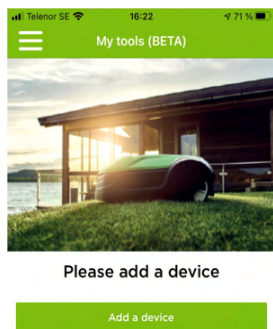 Telenor SE 16:22 71 %
My tools (BETA)
Please add a device
Add a device